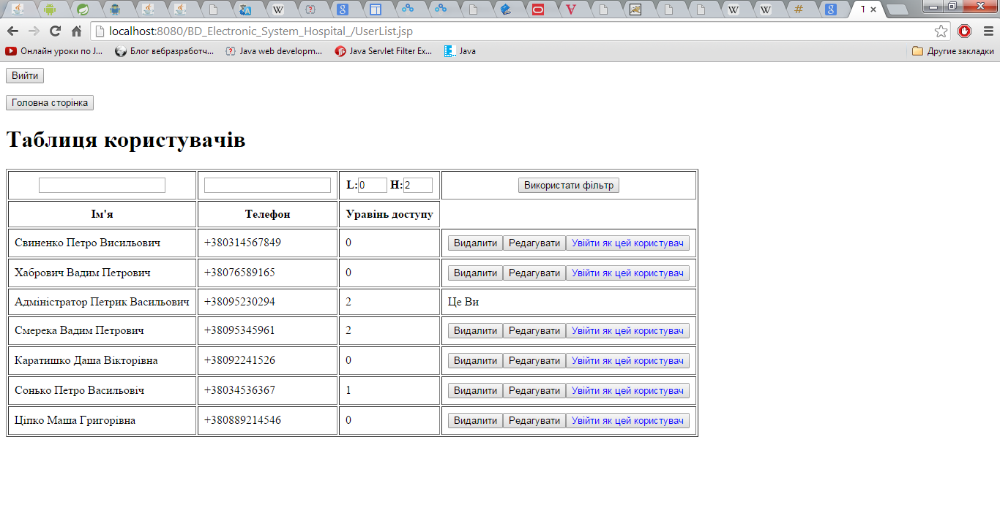 T
localhost:8080/BD_Electronic_System_Hospital_/UserList.jsp
Онлайн уроки по J... Блог вебразработч... Java web developm... Java Servlet Filter Ex... Java Другие закладки
Вийти
Головна сторінка
Таблиця користувачів
L: 0 H: 2 Використати фільтр
Ім'я Телефон Уравінь доступу
Свиненко Петро Висильович +380314567849 0 Видалити Редагувати Увійти як цей користувач
Хабрович Вадим Петрович +38076589165 0 Видалити Редагувати Увійти як цей користувач
Адміністратор Петрик Васильович +38095230294 2 Це Ви
Смерека Вадим Петрович +38095345961 2 Видалити Редагувати Увійти як цей користувач
Каратишко Даша Вікторівна +38092241526 0 Видалити Редагувати Увійти як цей користувач
Сонько Петро Васильовіч +38034536367 1 Видалити Редагувати Увійти як цей користувач
Ціпко Маша Григорівна +380889214546 0 Видалити Редагувати Увійти як цей користувач